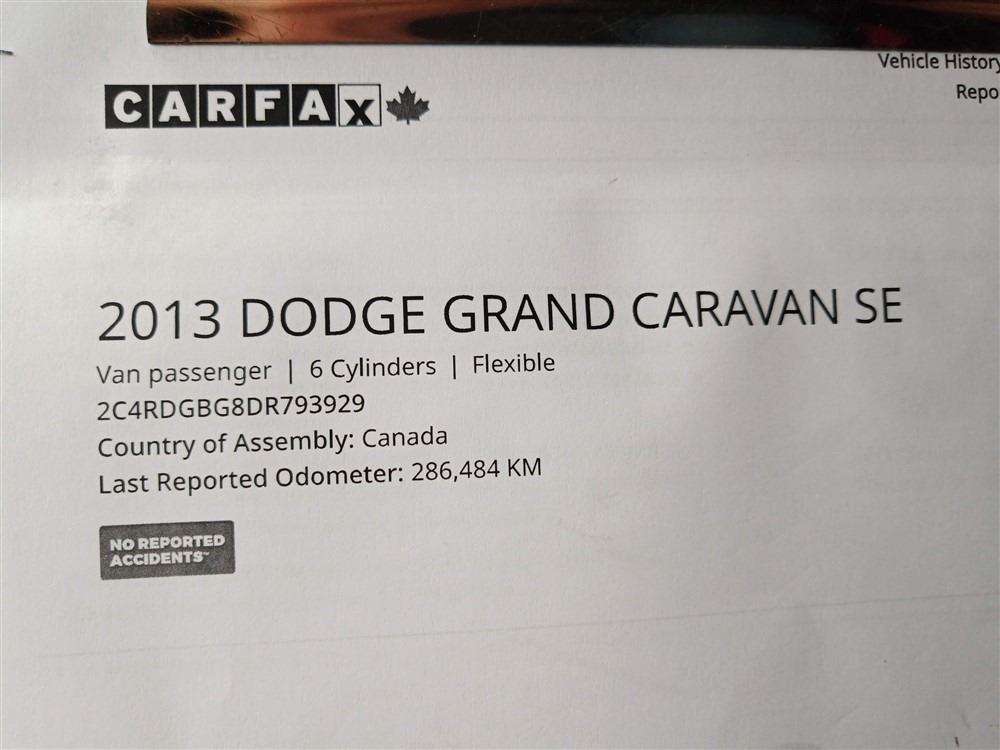 Vehicle History
Repo
CARFAX
2013 DODGE GRAND CARAVAN SE
Van passenger | 6 Cylinders | Flexible
2C4RDGBG8DR793929
Country of Assembly: Canada
Last Reported Odometer: 286,484 KM
NO REPORTED
ACCIDENTS™